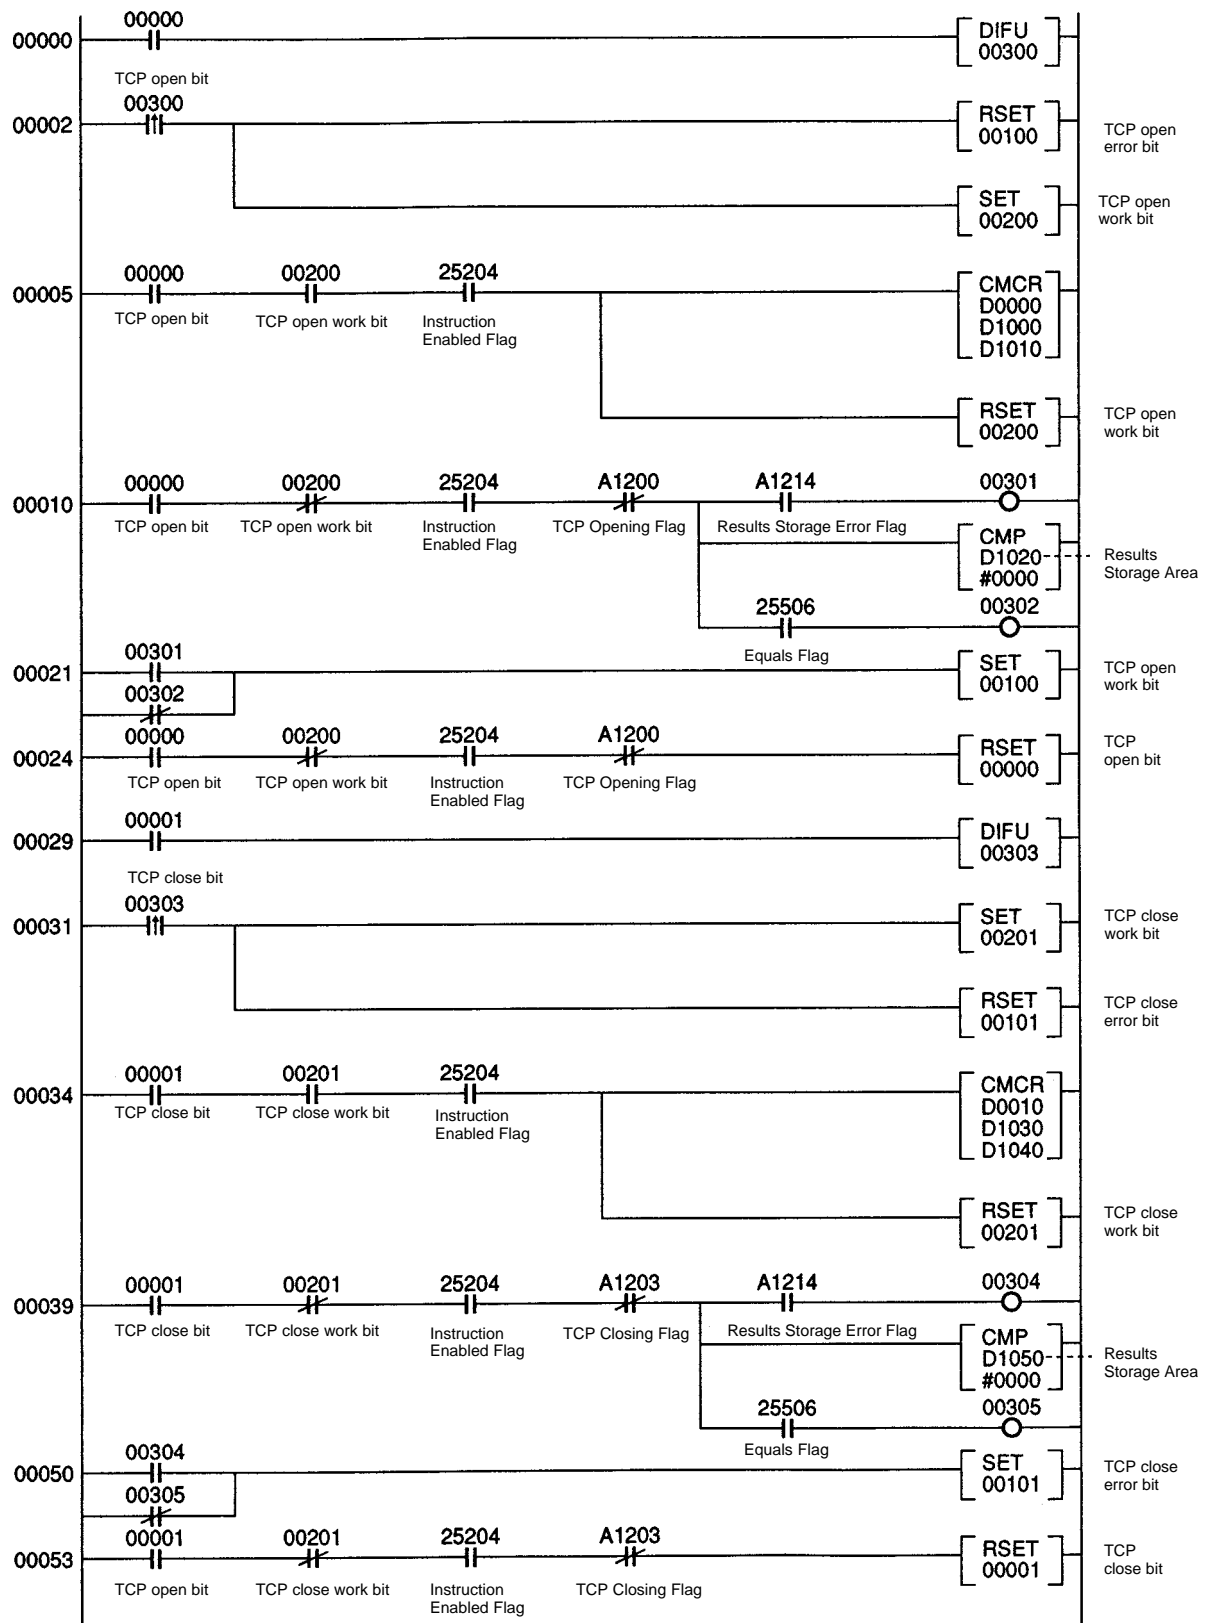 00000
00000
DIFU
00300
TCP open bit
00300
00002
RSET
00100
TCP open
error bit
SET
00200
TCP open
work bit
00000
00200
25204
00005
CMCR
D0000
D1000
D1010
TCP open bit
TCP open work bit
Instruction
Enabled Flag
RSET
00200
TCP open
work bit
00000
00200
25204
A1200
A1214
00301
00010
TCP open bit
TCP open work bit
Instruction
Enabled Flag
TCP Opening Flag
Results Storage Error Flag
CMP
D1020
#0000
Results
Storage Area
25506
00302
Equals Flag
00301
00021
00302
SET
00100
TCP open
work bit
00000
00200
25204
A1200
00024
RSET
00000
TCP
open bit
TCP open bit
TCP open work bit
Instruction
Enabled Flag
TCP Opening Flag
00001
00029
DIFU
00303
TCP close bit
00303
00031
SET
00201
TCP close
work bit
RSET
00101
TCP close
error bit
00001
00201
25204
00034
CMCR
D0010
D1030
D1040
TCP close bit
TCP close work bit
Instruction
Enabled Flag
RSET
00201
TCP close
work bit
00001
00201
25204
A1203
A1214
00304
00039
TCP close bit
TCP close work bit
Instruction
Enabled Flag
TCP Closing Flag
Results Storage Error Flag
CMP
D1050
#0000
Results
Storage Area
25506
00305
Equals Flag
00304
00050
00305
SET
00101
TCP close
error bit
00001
00201
25204
A1203
00053
RSET
00001
TCP
close bit
TCP open bit
TCP close work bit
Instruction
Enabled Flag
TCP Closing Flag